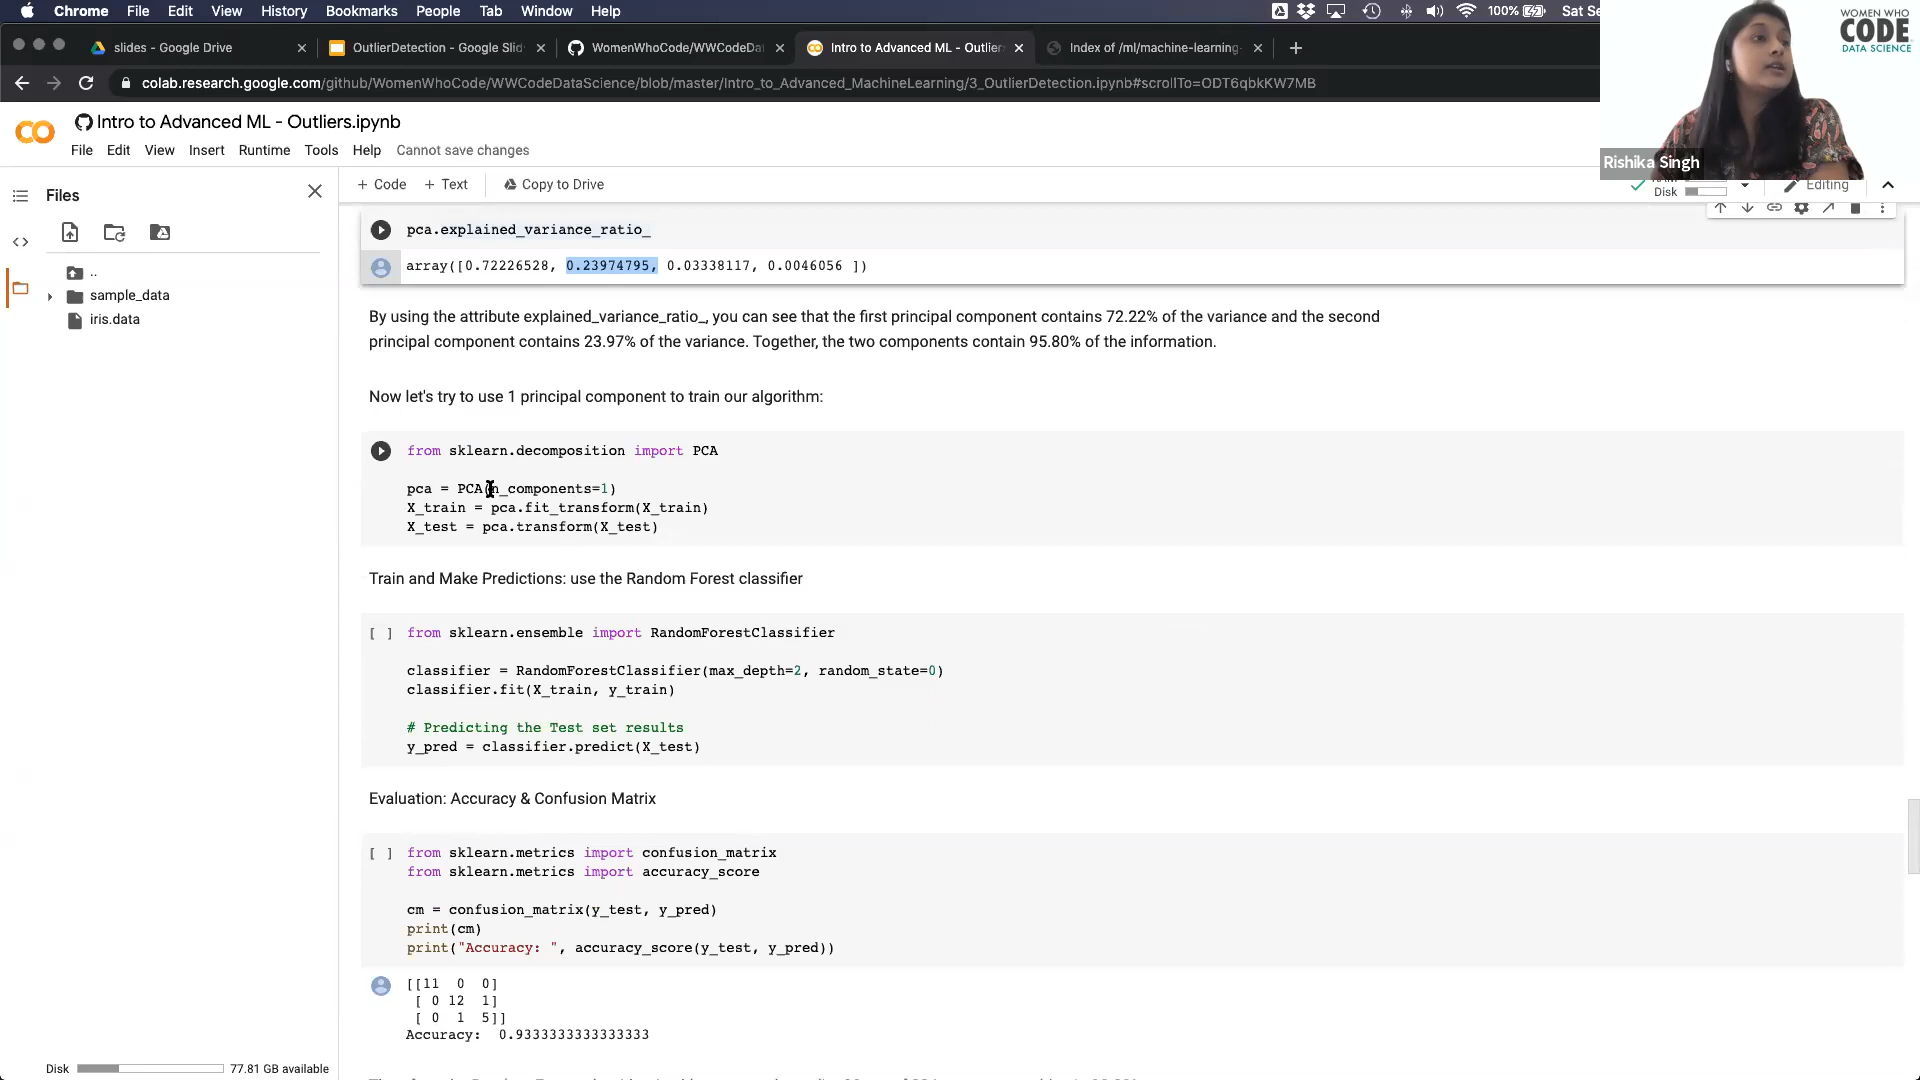 Chrome File Edit View History Bookmarks People Tab Window Help 100% Sat Se
WOMEN WHO
CODE
DATA SCIENCE
slides - Google Drive
OutlierDetection - Google Slid
WomenWhoCode/WWCodeDat
Intro to Advanced ML - Outlier
Index of /ml/machine-learning
colab.research.google.com/github/WomenWhoCode/WWCodeDataScience/blob/master/Intro_to_Advanced_MachineLearning/3_OutlierDetection.ipynb#scrollTo=ODT6qbkKW7MB
CO Intro to Advanced ML - Outliers.ipynb
File Edit View Insert Runtime Tools Help Cannot save changes
Rishika Singh
Files
+ Code + Text Copy to Drive
Disk
Editing
..
sample_data
iris.data
pca.explained_variance_ratio_
array([0.72226528, 0.23974795, 0.03338117, 0.0046056 ])
By using the attribute explained_variance_ratio_, you can see that the first principal component contains 72.22% of the variance and the second
principal component contains 23.97% of the variance. Together, the two components contain 95.80% of the information.
Now let's try to use 1 principal component to train our algorithm:
from sklearn.decomposition import PCA
pca = PCA(n_components=1)
X_train = pca.fit_transform(X_train)
X_test = pca.transform(X_test)
Train and Make Predictions: use the Random Forest classifier
[ ] from sklearn.ensemble import RandomForestClassifier
classifier = RandomForestClassifier(max_depth=2, random_state=0)
classifier.fit(X_train, y_train)
# Predicting the Test set results
y_pred = classifier.predict(X_test)
Evaluation: Accuracy & Confusion Matrix
[ ] from sklearn.metrics import confusion_matrix
from sklearn.metrics import accuracy_score
cm = confusion_matrix(y_test, y_pred)
print(cm)
print("Accuracy: ", accuracy_score(y_test, y_pred))
[[11 0 0]
[ 0 12 1]
[ 0 1 5]]
Accuracy: 0.9333333333333333
Disk 77.81 GB available